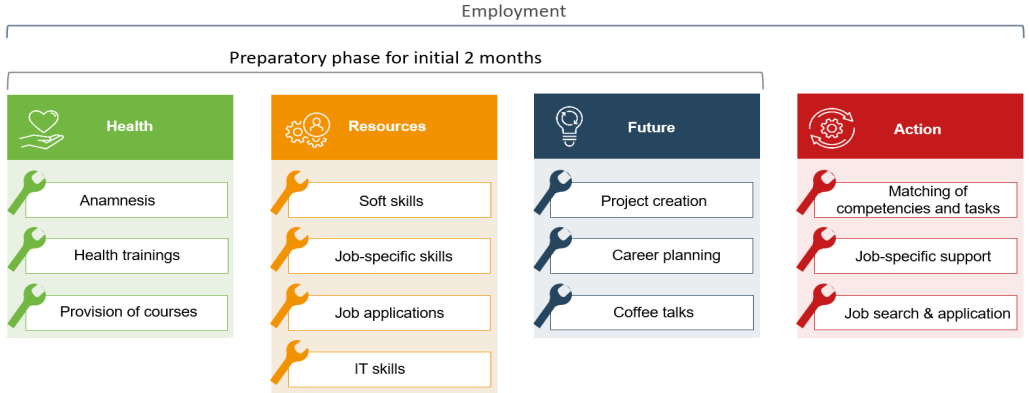 Employment
Preparatory phase for initial 2 months
Health
Anamnesis
Health trainings
Provision of courses
Resources
Soft skills
Job-specific skills
Job applications
IT skills
Future
Project creation
Career planning
Coffee talks
Action
Matching of
competencies and tasks
Job-specific support
Job search & application